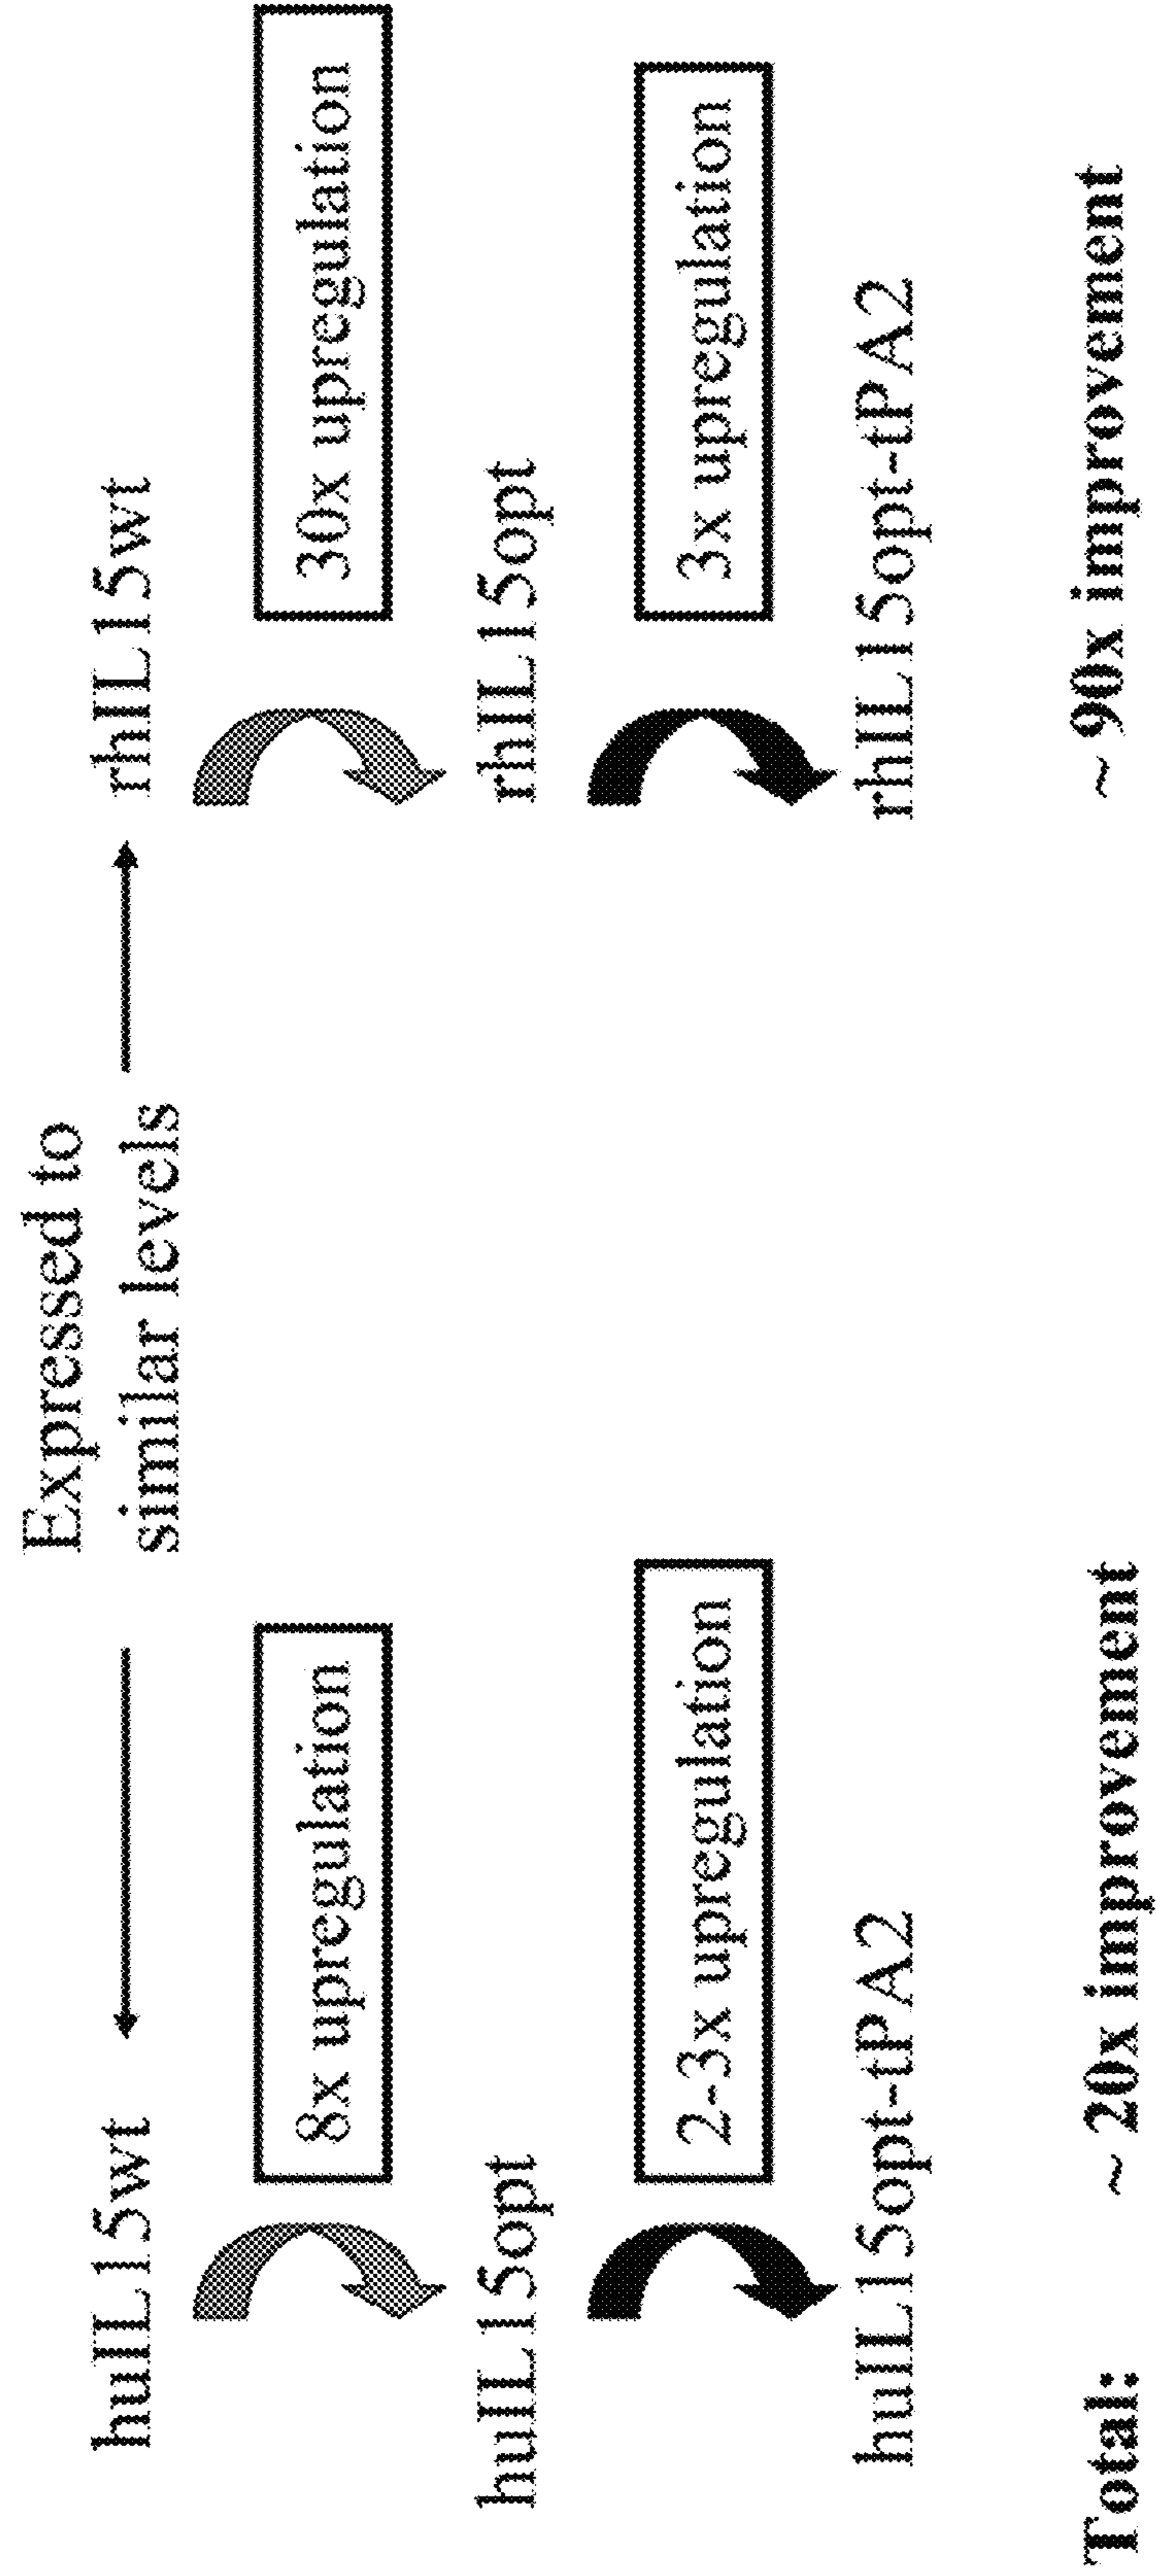 Expressed to
similar levels
huIL15wt
rhIL15wt
8x upregulation
30x upregulation
huIL15opt
rhIL15opt
2-3x upregulation
3x upregulation
huIL15opt-tPA2
rhIL15opt-tPA2
Total: ~ 20x improvement ~ 90x improvement